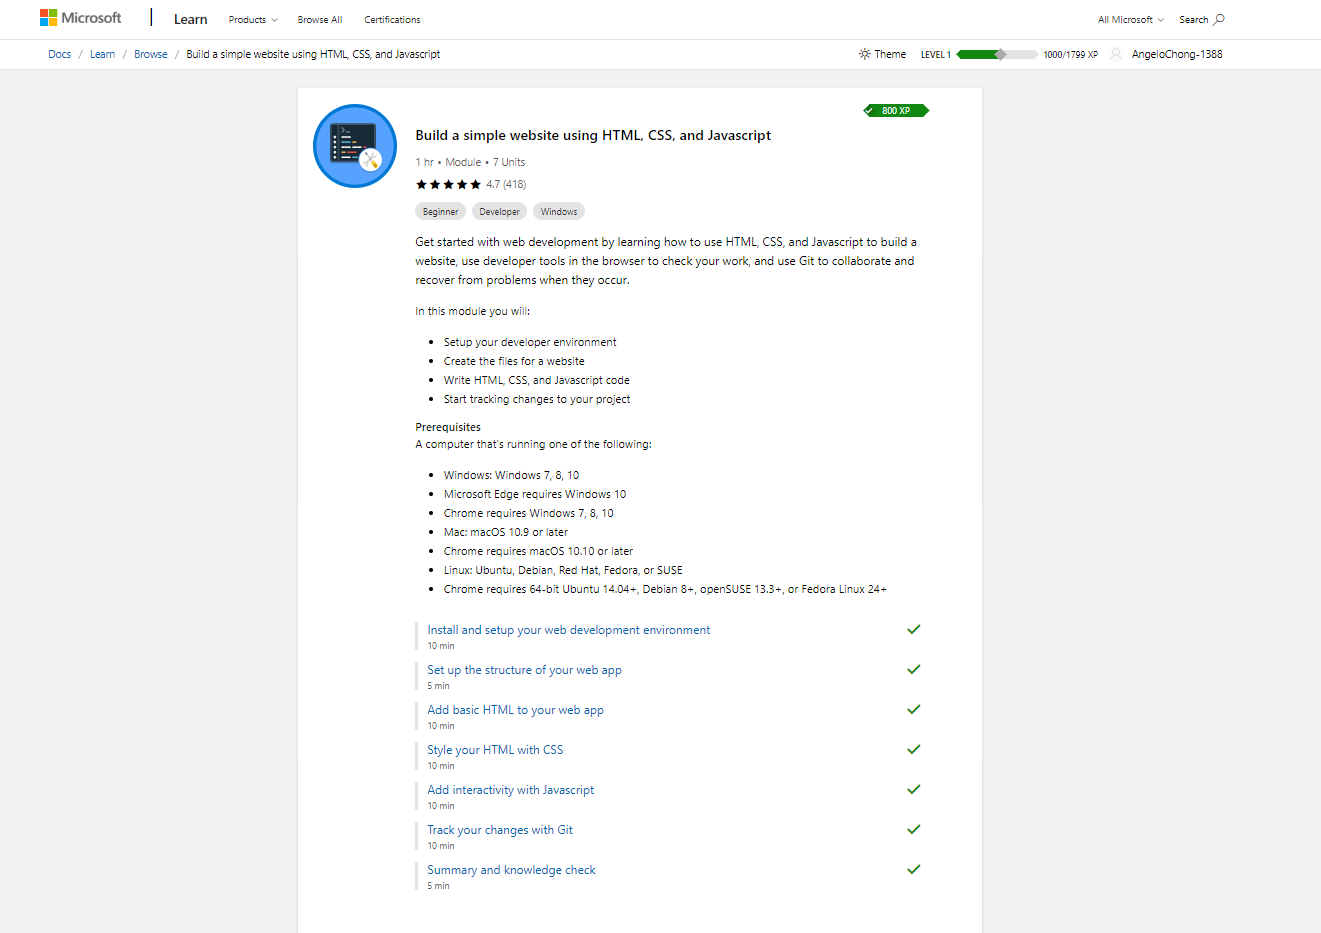 Microsoft
Learn
Products
Browse All
Certifications
All Microsoft
Search
Docs / Learn / Browse / Build a simple website using HTML, CSS, and Javascript
Theme
LEVEL 1
1000/1799 XP
AngeloChong-1388
800 XP
Build a simple website using HTML, CSS, and Javascript
1 hr • Module • 7 Units
4.7 (418)
Beginner
Developer
Windows
Get started with web development by learning how to use HTML, CSS, and Javascript to build a
website, use developer tools in the browser to check your work, and use Git to collaborate and
recover from problems when they occur.
In this module you will:
• Setup your developer environment
• Create the files for a website
• Write HTML, CSS, and Javascript code
• Start tracking changes to your project
Prerequisites
A computer that's running one of the following:
• Windows: Windows 7, 8, 10
• Microsoft Edge requires Windows 10
• Chrome requires Windows 7, 8, 10
• Mac: macOS 10.9 or later
• Chrome requires macOS 10.10 or later
• Linux: Ubuntu, Debian, Red Hat, Fedora, or SUSE
• Chrome requires 64-bit Ubuntu 14.04+, Debian 8+, openSUSE 13.3+, or Fedora Linux 24+
Install and setup your web development environment
10 min
Set up the structure of your web app
5 min
Add basic HTML to your web app
10 min
Style your HTML with CSS
10 min
Add interactivity with Javascript
10 min
Track your changes with Git
10 min
Summary and knowledge check
5 min